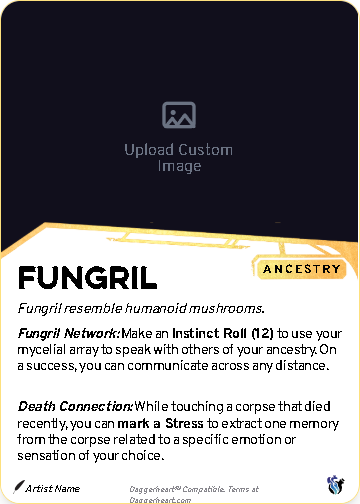 Upload Custom
Image
ANCESTRY
FUNGRIL
Fungril resemble humanoid mushrooms.
Fungril Network: Make an Instinct Roll (12) to use your
mycelial array to speak with others of your ancestry. On
a success, you can communicate across any distance.
Death Connection: While touching a corpse that died
recently, you can mark a Stress to extract one memory
from the corpse related to a specific emotion or
sensation of your choice.
Artist Name
Daggerheart™ Compatible. Terms at
Daggerheart.com